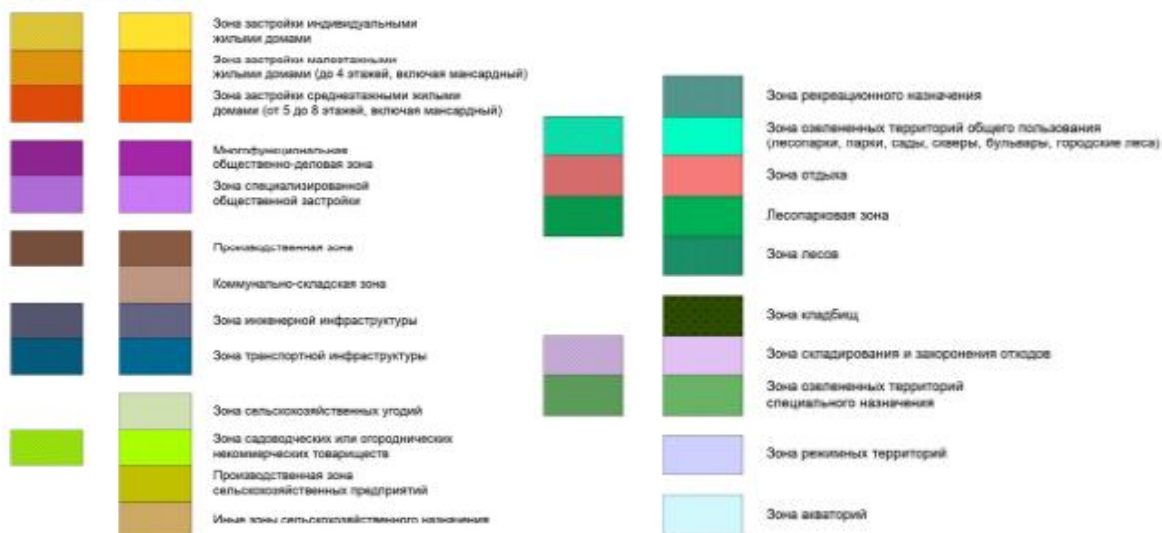 Зона застройки индивидуальными
жилыми домами
Зона застройки малоэтажными
жилыми домами (до 4 этажей, включая мансардный)
Зона застройки среднеэтажными жилыми
домами (от 5 до 8 этажей, включая мансардный)
Многофункциональная
общественно-деловая зона
Зона специализированной
общественной застройки
Производственная зона
Коммунально-складская зона
Зона инженерной инфраструктуры
Зона транспортной инфраструктуры
Зона сельскохозяйственных угодий
Зона садоводческих или огороднических
некоммерческих товариществ
Производственная зона
сельскохозяйственных предприятий
Иные зоны сельскохозяйственного назначения
Зона рекреационного назначения
Зона озелененных территорий общего пользования
(лесопарки, парки, сады, скверы, бульвары, городские леса)
Зона отдыха
Лесопарковая зона
Зона лесов
Зона кладбищ
Зона складирования и захоронения отходов
Зона озелененных территорий
специального назначения
Зона режимных территорий
Зона акваторий